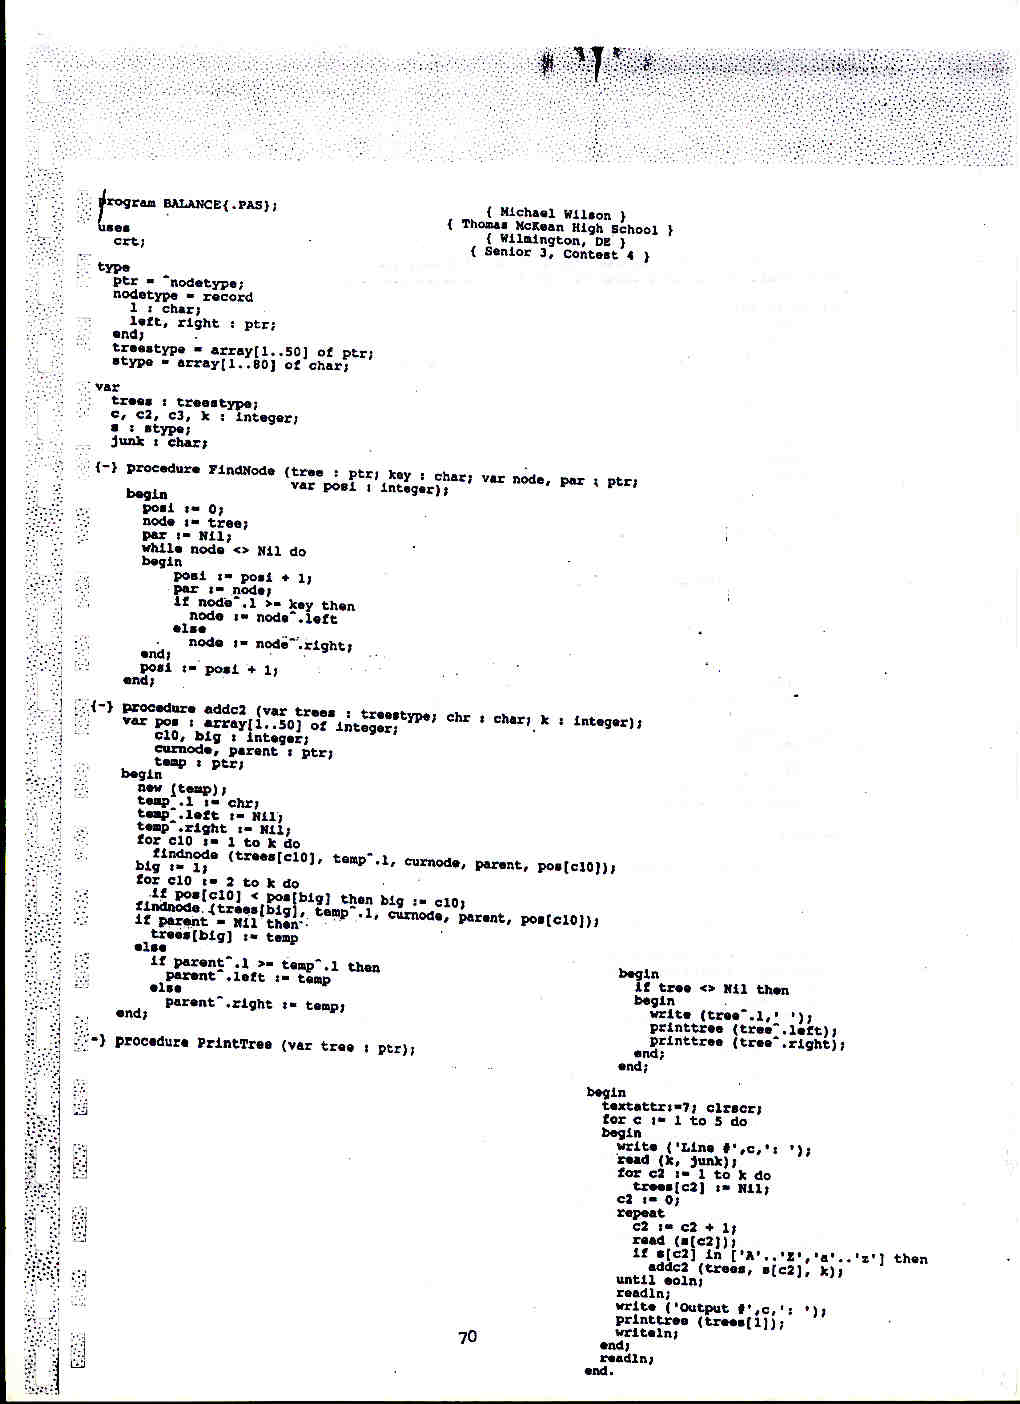 program BALANCE{.PAS};
{ Michael Wilson }
{ Thomas McKean High School }
{ Wilmington, DE }
{ Senior 3, Contest 4 }
uses
crt;
type
ptr = ^nodetype;
nodetype = record
l : char;
left, right : ptr;
end;
treestype = array[1..50] of ptr;
stype = array[1..80] of char;
var
trees : treestype;
c, c2, c3, k : integer;
s : stype;
junk : char;
{-} procedure FindNode (tree : ptr; key : char; var node, par : ptr;
var posi : integer);
begin
posi := 0;
node := tree;
par := Nil;
while node <> Nil do
begin
posi := posi + 1;
par := node;
if node^.l >= key then
node := node^.left
else
node := node^.right;
end;
posi := posi + 1;
end;
{-} procedure addc2 (var trees : treestype; chr : char; k : integer);
var pos : array[1..50] of integer;
c10, big : integer;
curnode, parent : ptr;
temp : ptr;
begin
new (temp);
temp^.l := chr;
temp^.left := Nil;
temp^.right := Nil;
for c10 := 1 to k do
findnode (trees[c10], temp^.l, curnode, parent, pos[c10]);
big := 1;
for c10 := 2 to k do
if pos[c10] < pos[big] then big := c10;
findnode (trees[big], temp^.l, curnode, parent, pos[c10]);
if parent = Nil then
trees[big] := temp
else
if parent^.l >= temp^.l then
parent^.left := temp
else
parent^.right := temp;
end;
-} procedure PrintTree (var tree : ptr);
begin
if tree <> Nil then
begin
write (tree^.l,' ');
printtree (tree^.left);
printtree (tree^.right);
end;
end;
begin
textattr:=7; clrscr;
for c := 1 to 5 do
begin
write ('Line #',c,': ');
read (k, junk);
for c2 := 1 to k do
trees[c2] := Nil;
c2 := 0;
repeat
c2 := c2 + 1;
read (s[c2]);
if s[c2] in ['A'..'Z','a'..'z'] then
addc2 (trees, s[c2], k);
until eoln;
readln;
write ('Output #',c,': ');
printtree (trees[1]);
writeln;
end;
readln;
end.
70